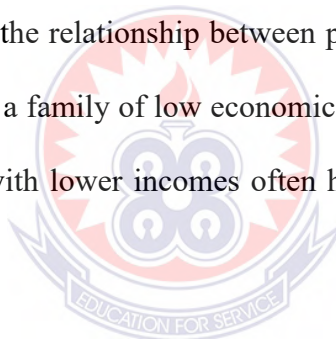 the relationship between p
a family of low economic
with lower incomes often h
EDUCATION FOR SERVICE